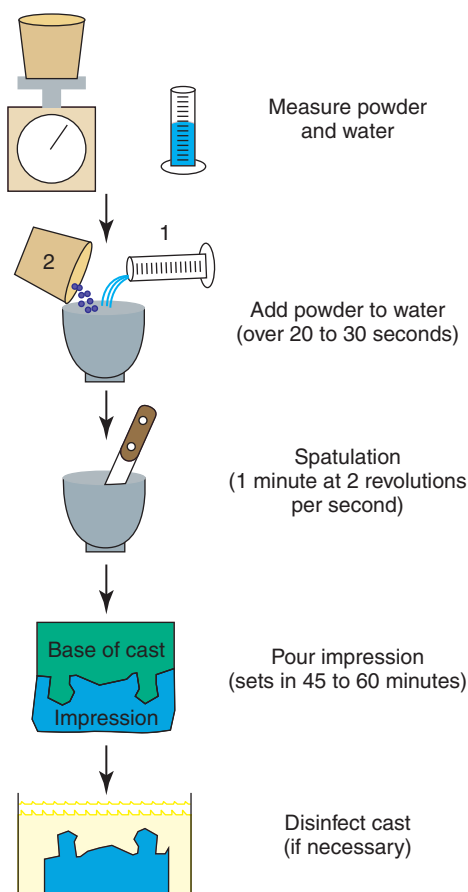 Measure powder
and water
1
2
Add powder to water
(over 20 to 30 seconds)
Spatulation
(1 minute at 2 revolutions
per second)
Base of cast
Impression
Pour impression
(sets in 45 to 60 minutes)
Disinfect cast
(if necessary)